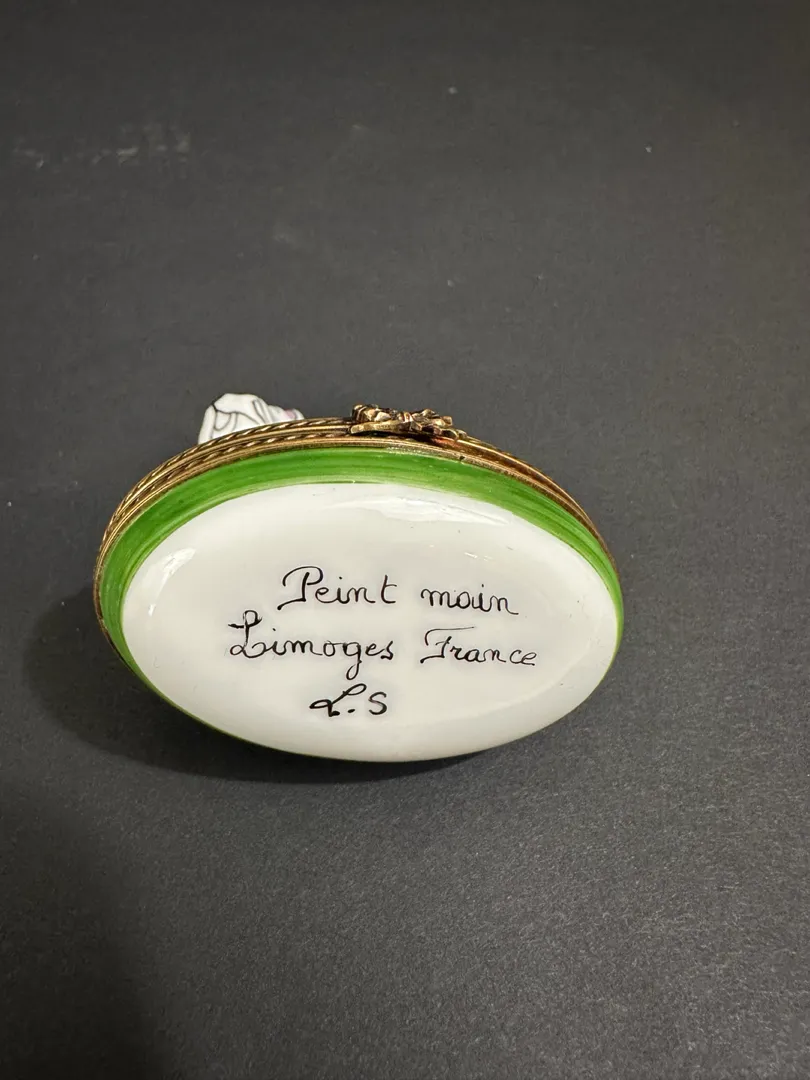 Peint main
Limoges France
L.S